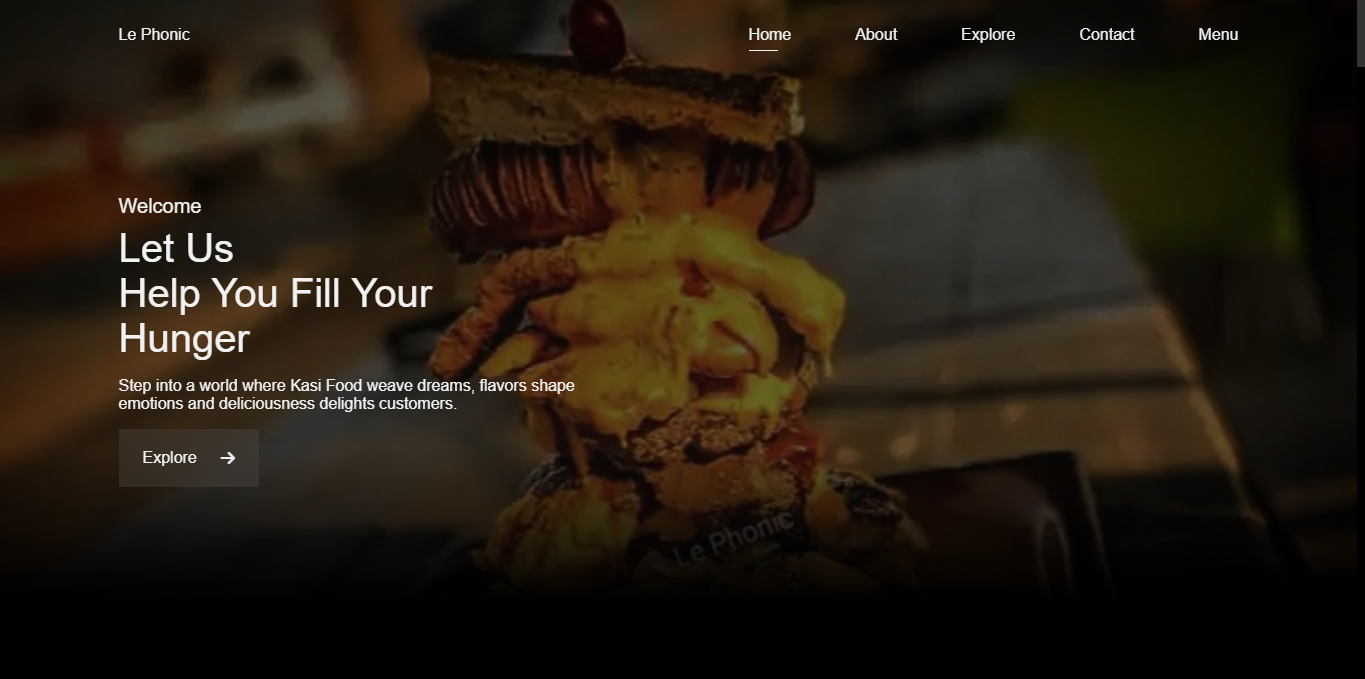 Le Phonic
Home
About
Explore
Contact
Menu
Welcome
Let Us
Help You Fill Your
Hunger
Step into a world where Kasi Food weave dreams, flavors shape
emotions and deliciousness delights customers.
Explore
Le Phonic